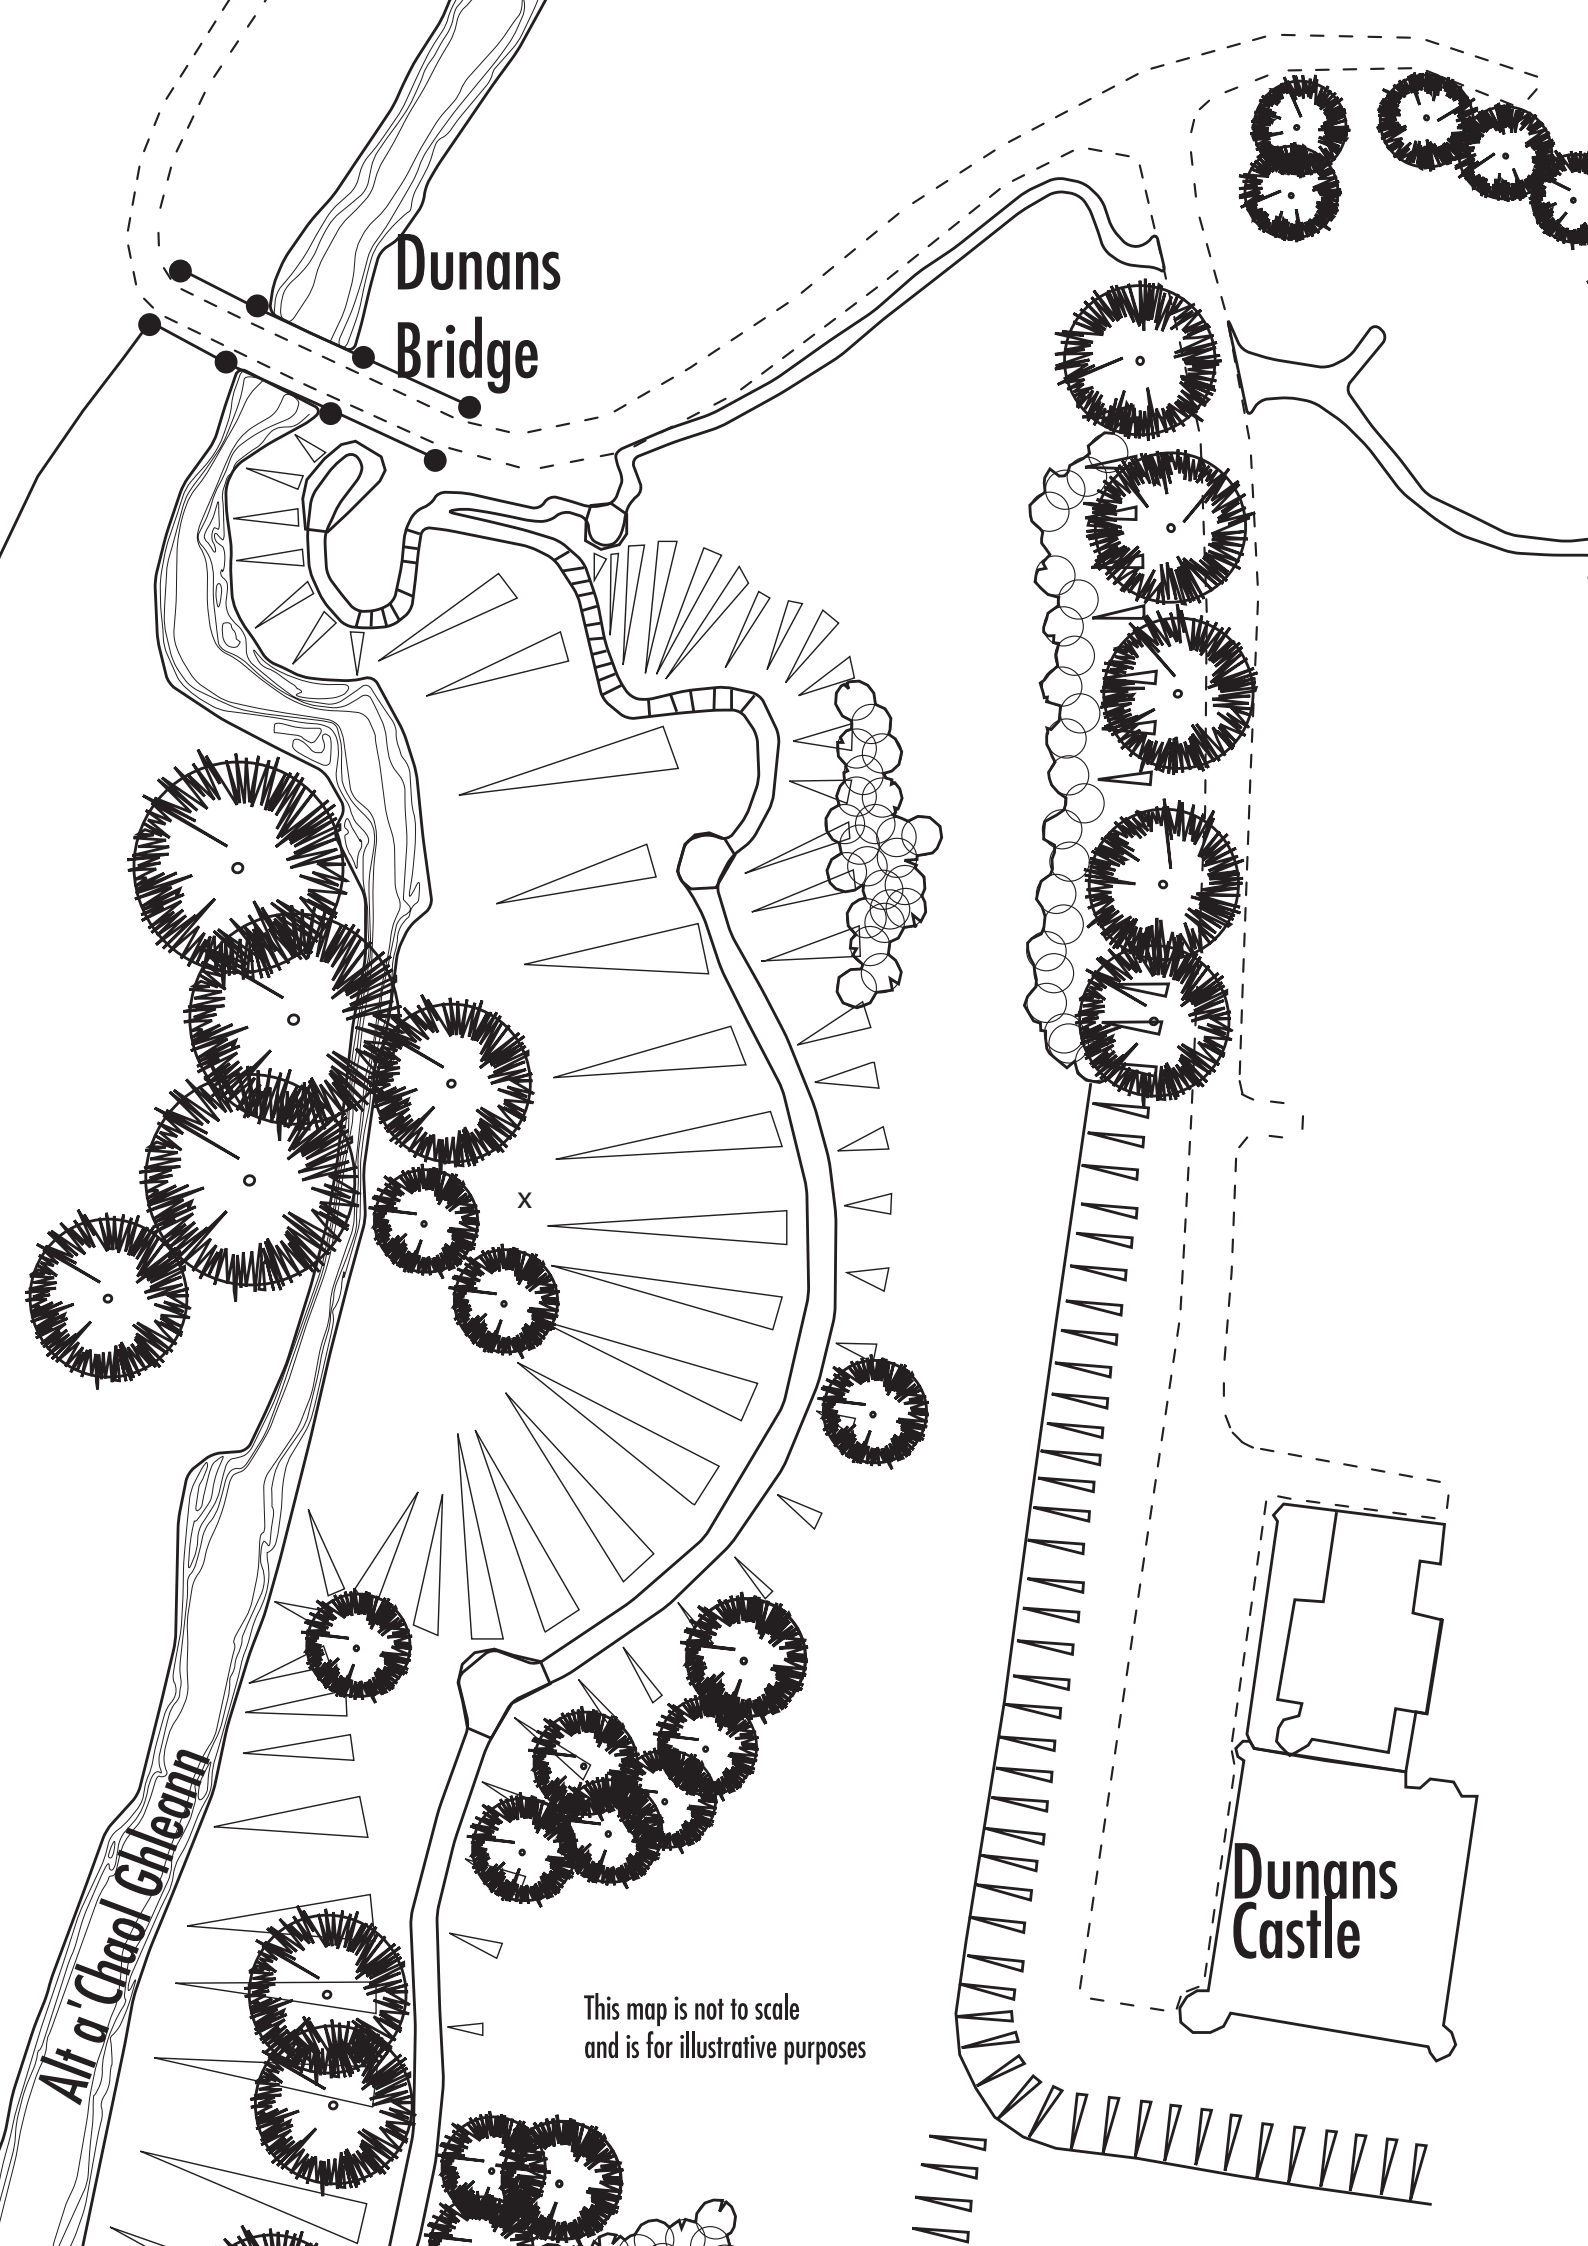 Dunans
Bridge
x
Alt a'Chaol Ghleann
Dunans
Castle
This map is not to scale
and is for illustrative purposes